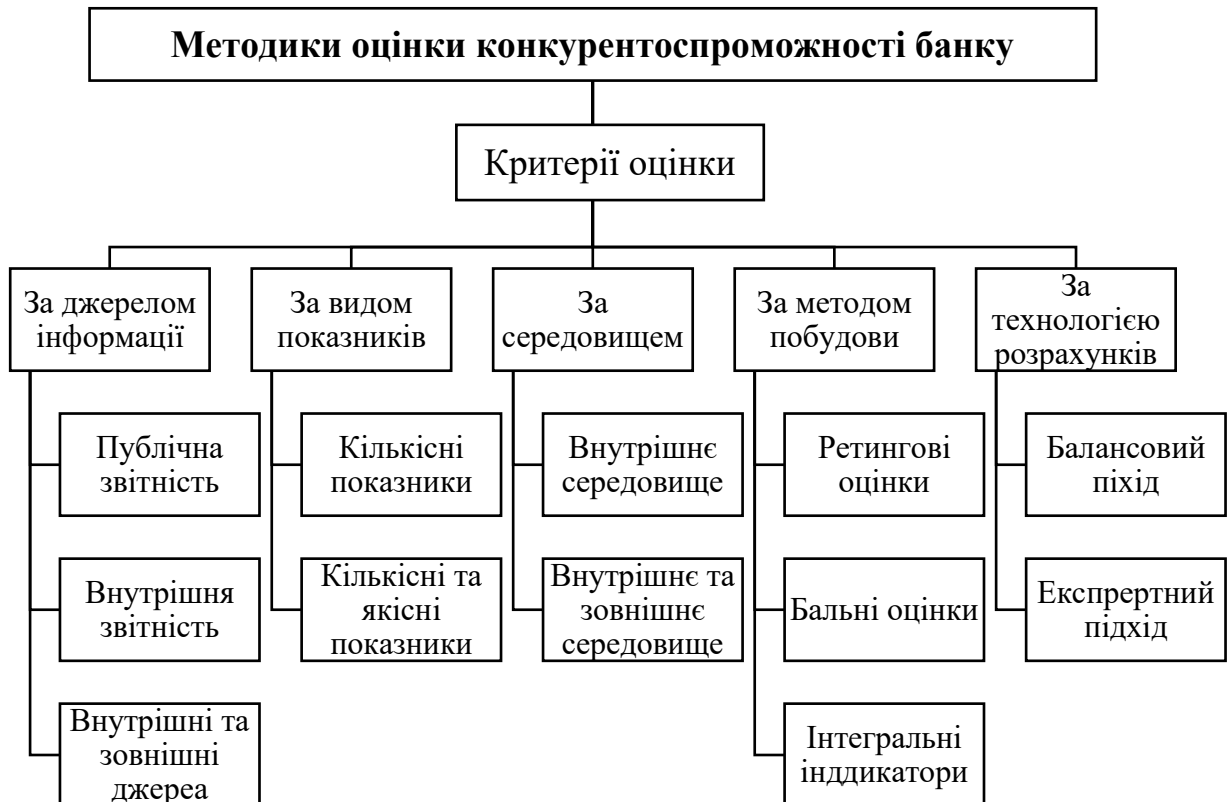 Методики оцінки конкурентоспроможності банку
Критерії оцінки
За джерелом
інформації
Публічна
звітність
Внутрішня
звітність
Внутрішні та
зовнішні
джереа
За видом
показників
Кількісні
показники
Кількісні та
якісні
показники
За
середовищем
Внутрішнє
середовище
Внутрішнє та
зовнішнє
середовище
За методом
побудови
Ретингові
оцінки
Бальні оцінки
Інтегральні
інддикатори
За
технологією
розрахунків
Балансовий
піхід
Експрертний
підхід